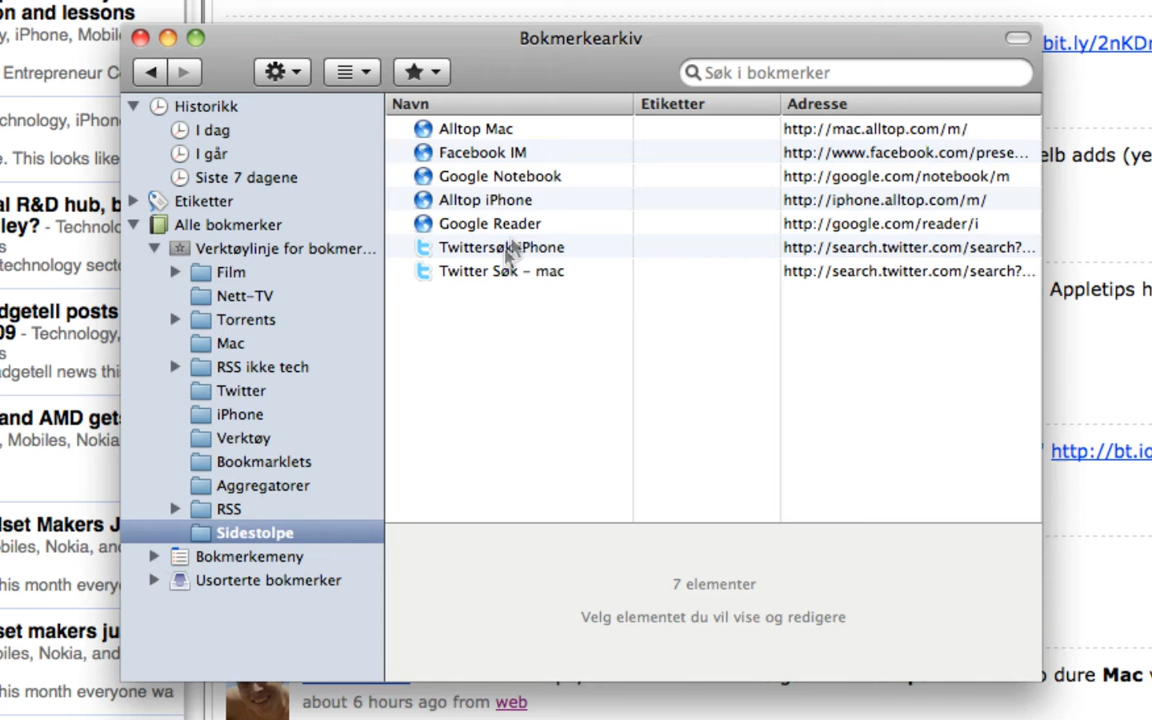 on and lessons
y, iPhone, Mobil
Entrepreneur C
chnology, iPhon
e. This looks like
al R&D hub, b
ley? - Technology,
s
echnology secto
dgetell posts
09 - Technology,
s
adgetell news this
and AMD gets
, Mobiles, Nokia
lset Makers J
biles, Nokia, and
his month everyo
set makers ju
biles, Nokia, and
his month everyone wa
Bokmerkearkiv
Søk i bokmerker
Historikk
I dag
I går
Siste 7 dagene
Etiketter
Alle bokmerker
Verktøylinje for bokmer...
Film
Nett-TV
Torrents
Mac
RSS ikke tech
Twitter
iPhone
Verktøy
Bookmarklets
Aggregatorer
RSS
Sidestolpe
Bokmerkemeny
Usorterte bokmerker
Navn Etiketter Adresse
Alltop Mac http://mac.alltop.com/m/
Facebook IM http://www.facebook.com/prese...
Google Notebook http://google.com/notebook/m
Alltop iPhone http://iphone.alltop.com/m/
Google Reader http://google.com/reader/i
Twittersøk iPhone http://search.twitter.com/search?...
Twitter Søk - mac http://search.twitter.com/search?...
7 elementer
Velg elementet du vil vise og redigere
bit.ly/2nKDr
elb adds (ye
Appletips h
http://bt.io
o dure Mac v
about 6 hours ago from web